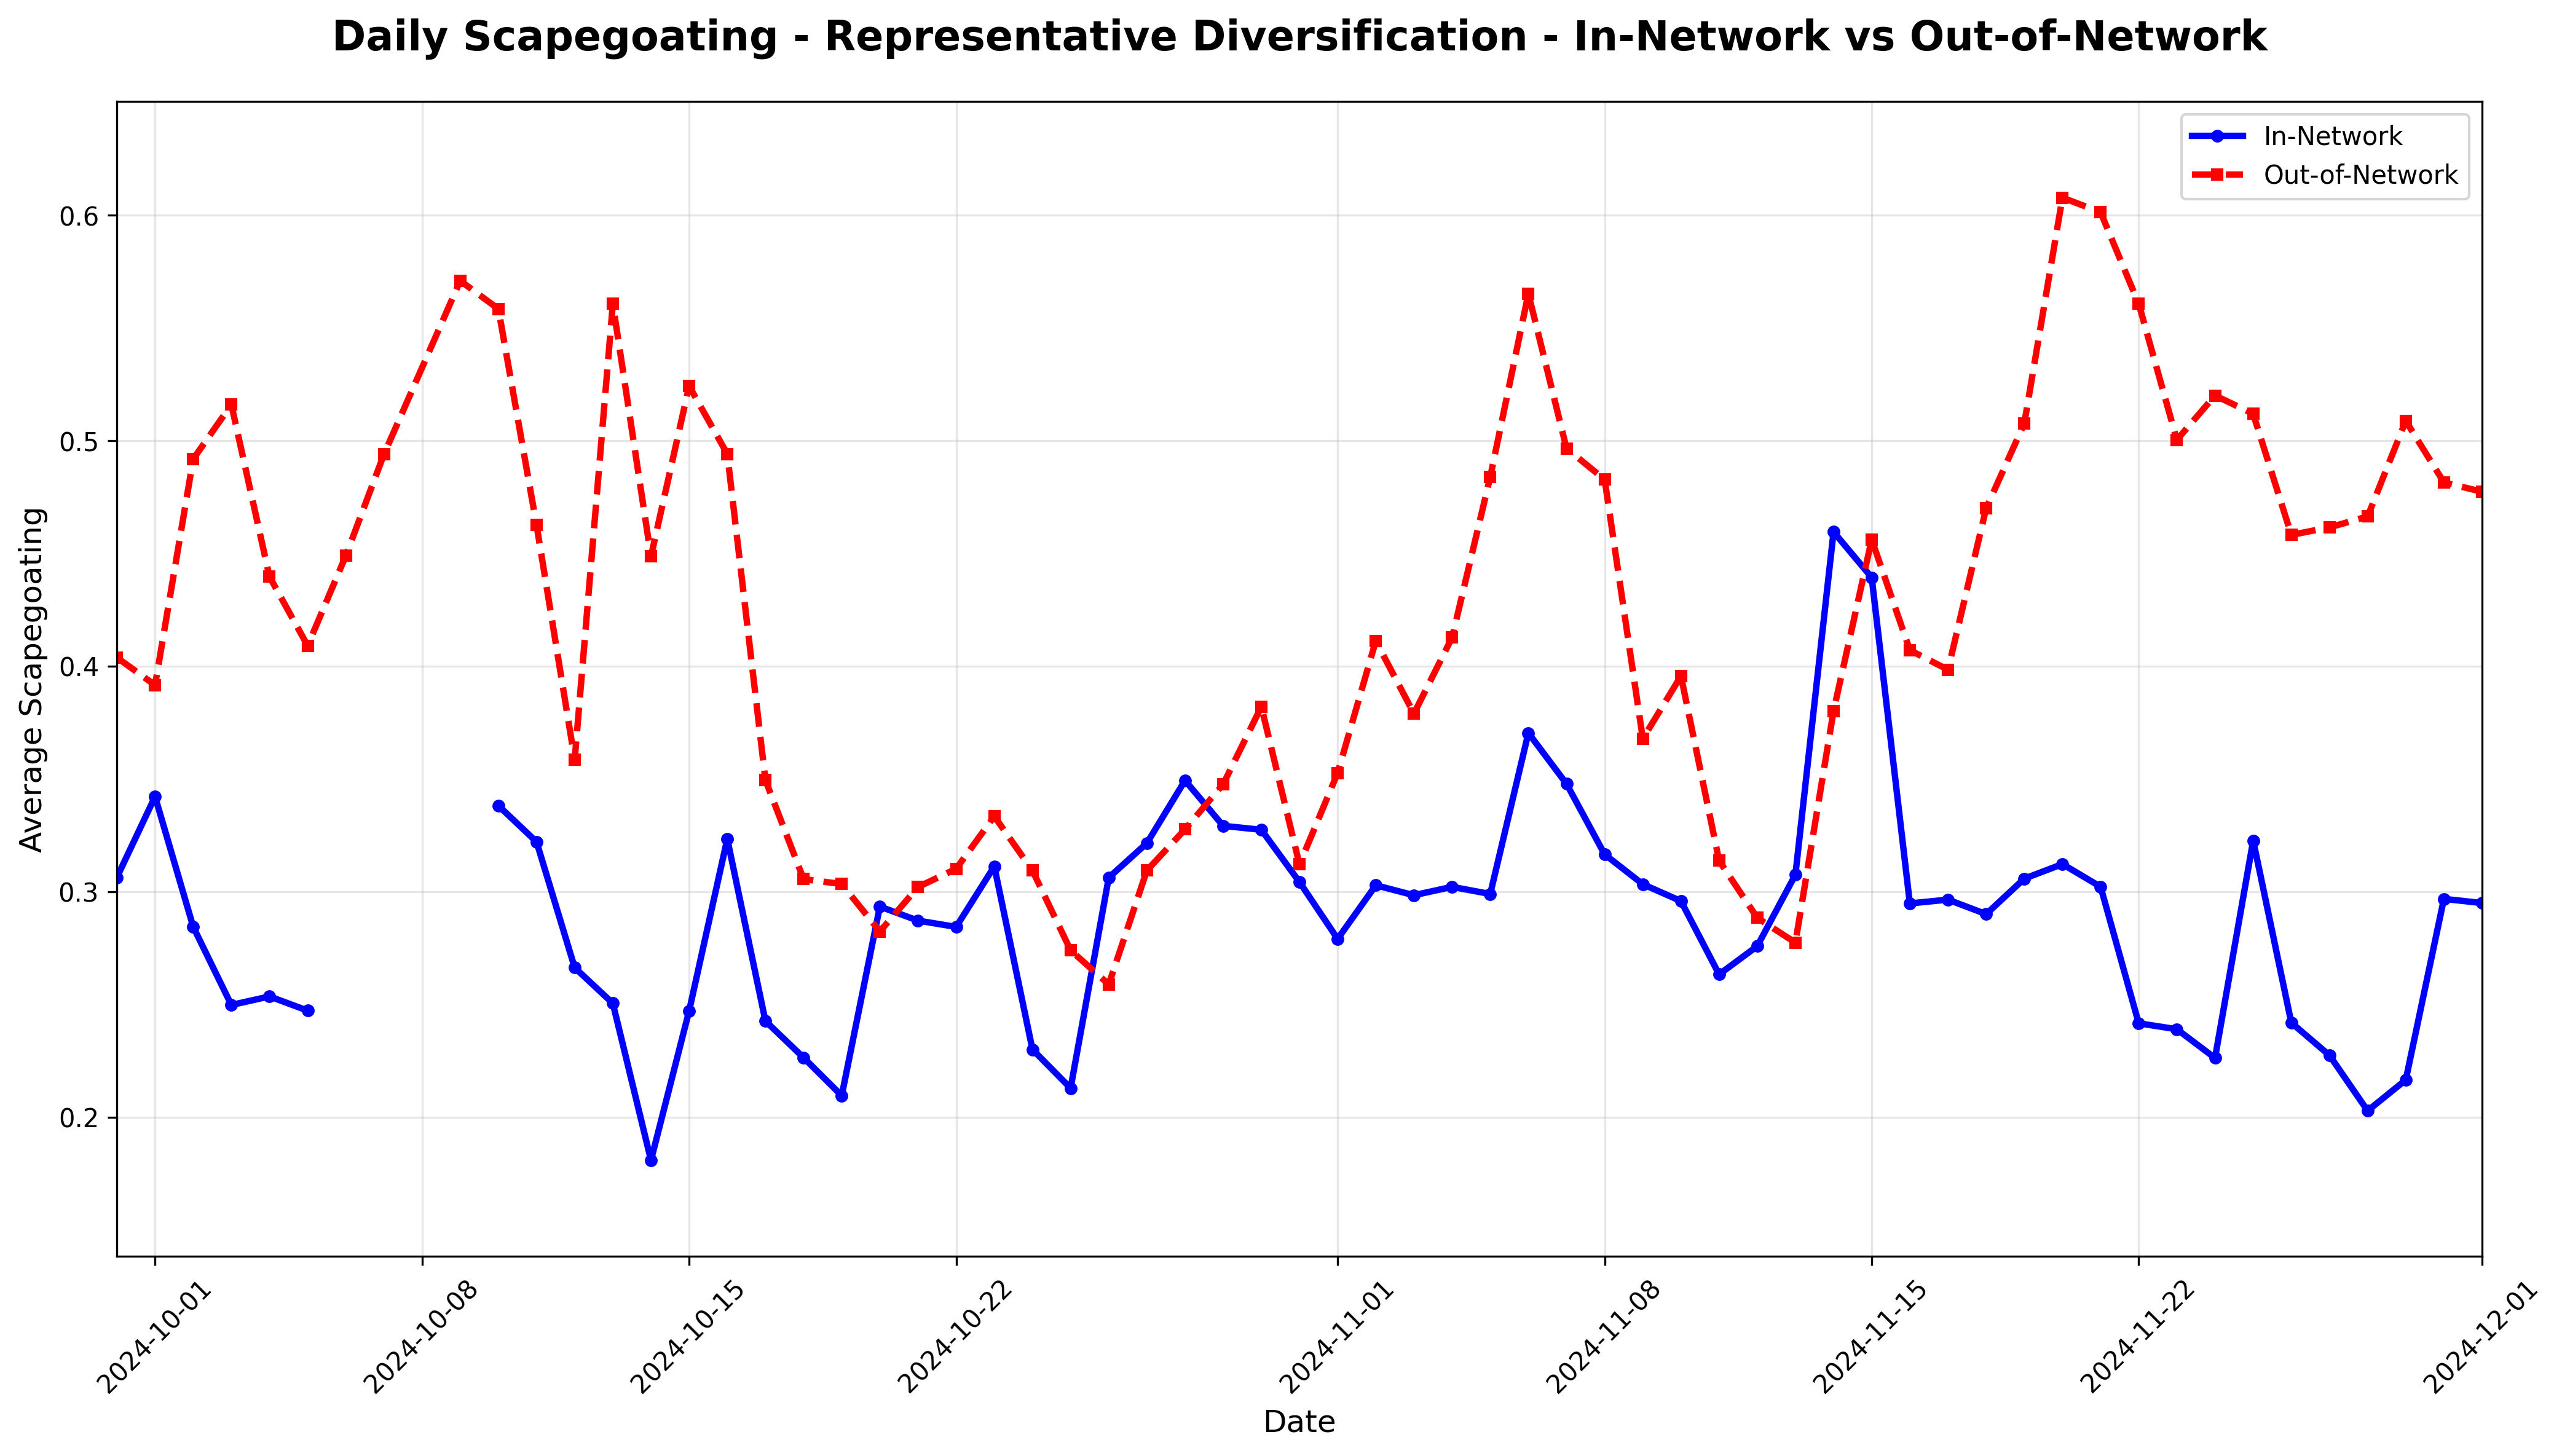 Daily Scapegoating - Representative Diversification - In-Network vs Out-of-Network
In-Network
Out-of-Network
Average Scapegoating
0.6
0.5
0.4
0.3
0.2
2024-10-01
2024-10-08
2024-10-15
2024-10-22
2024-11-01
2024-11-08
2024-11-15
2024-11-22
2024-12-01
Date